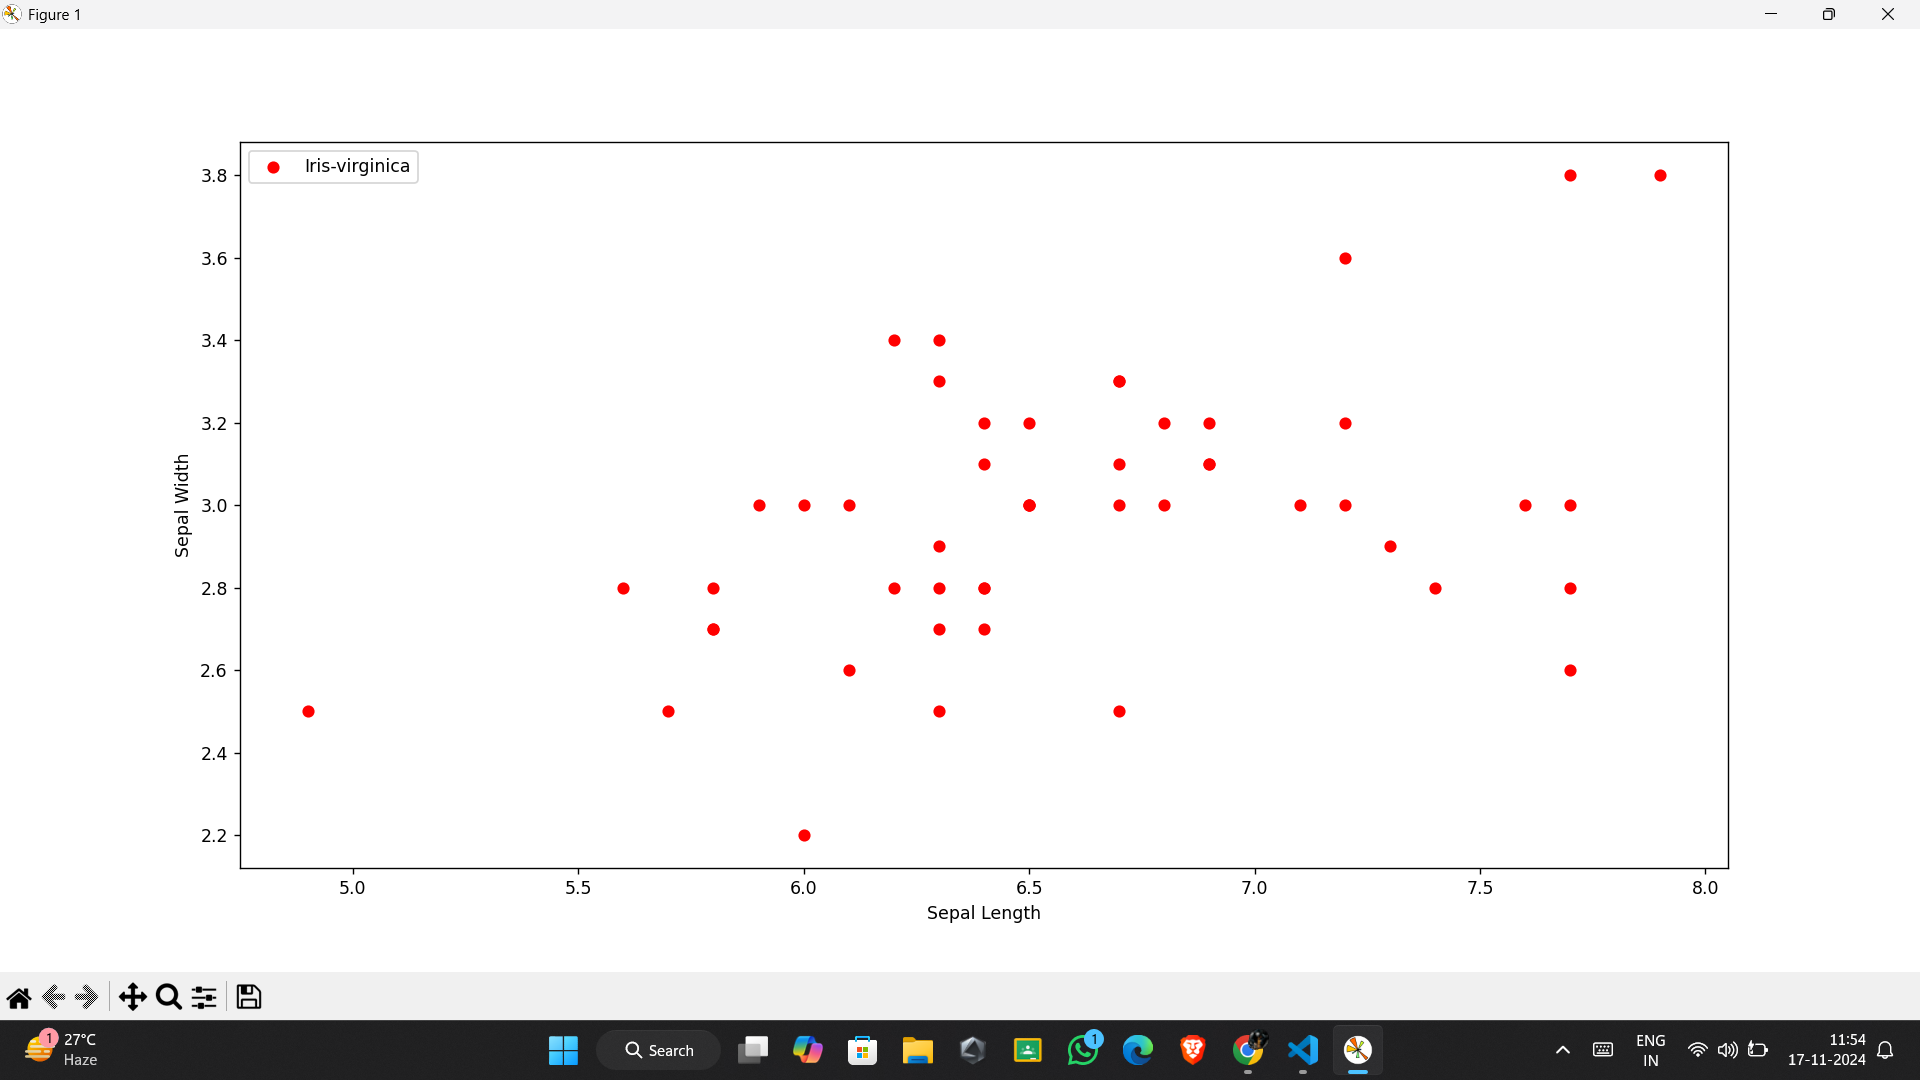 Figure 1
Iris-virginica
3.8
3.6
3.4
3.2
3.0
2.8
2.6
2.4
2.2
Sepal Width
5.0 5.5 6.0 6.5 7.0 7.5 8.0
Sepal Length
1
27°C
Haze
Search
1
ENG
IN
11:54
17-11-2024